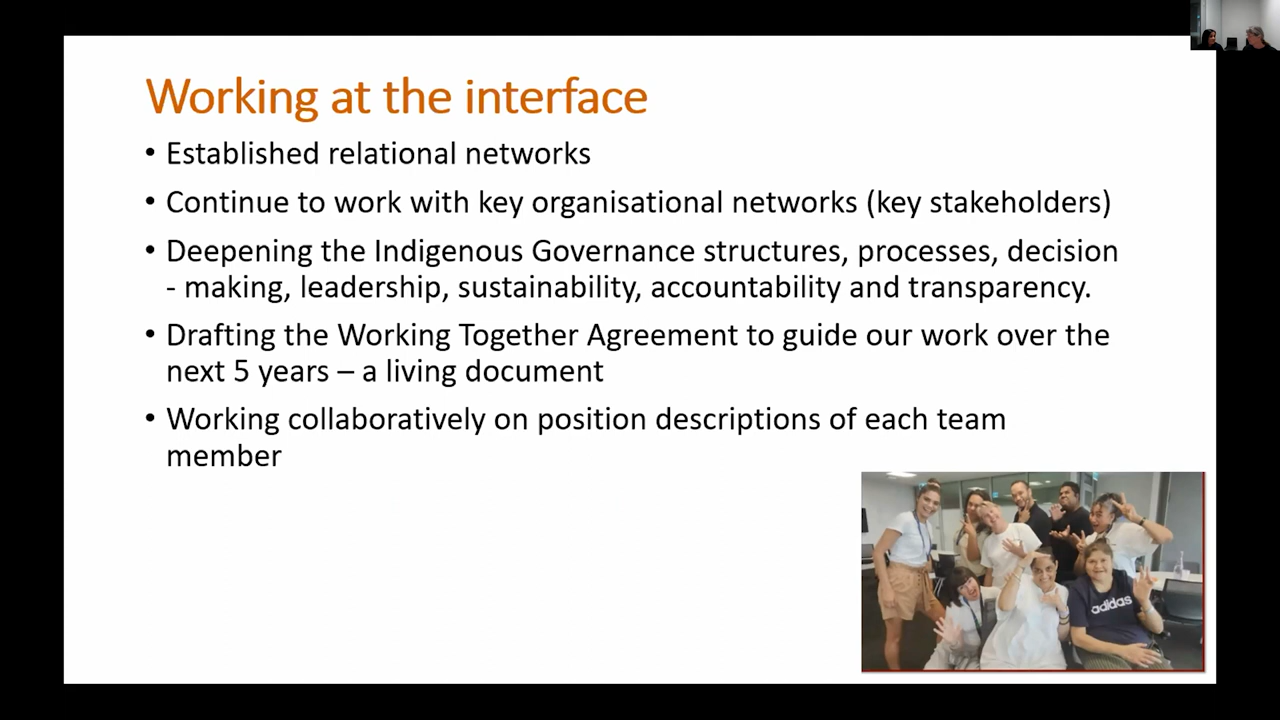 Working at the interface
• Established relational networks
• Continue to work with key organisational networks (key stakeholders)
• Deepening the Indigenous Governance structures, processes, decision
- making, leadership, sustainability, accountability and transparency.
• Drafting the Working Together Agreement to guide our work over the
next 5 years – a living document
• Working collaboratively on position descriptions of each team
member
adidas